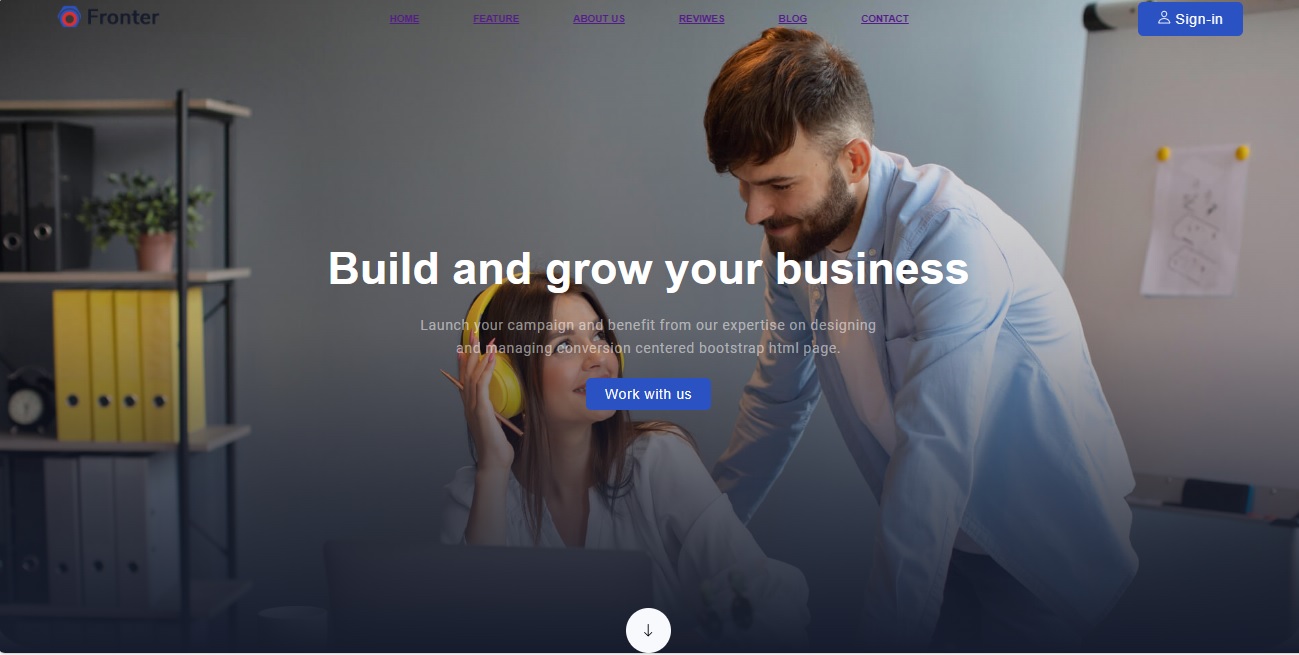 Fronter
HOME FEATURE ABOUT US REVIWES BLOG CONTACT
Sign-in
Build and grow your business
Launch your campaign and benefit from our expertise on designing
and managing conversion centered bootstrap html page.
Work with us